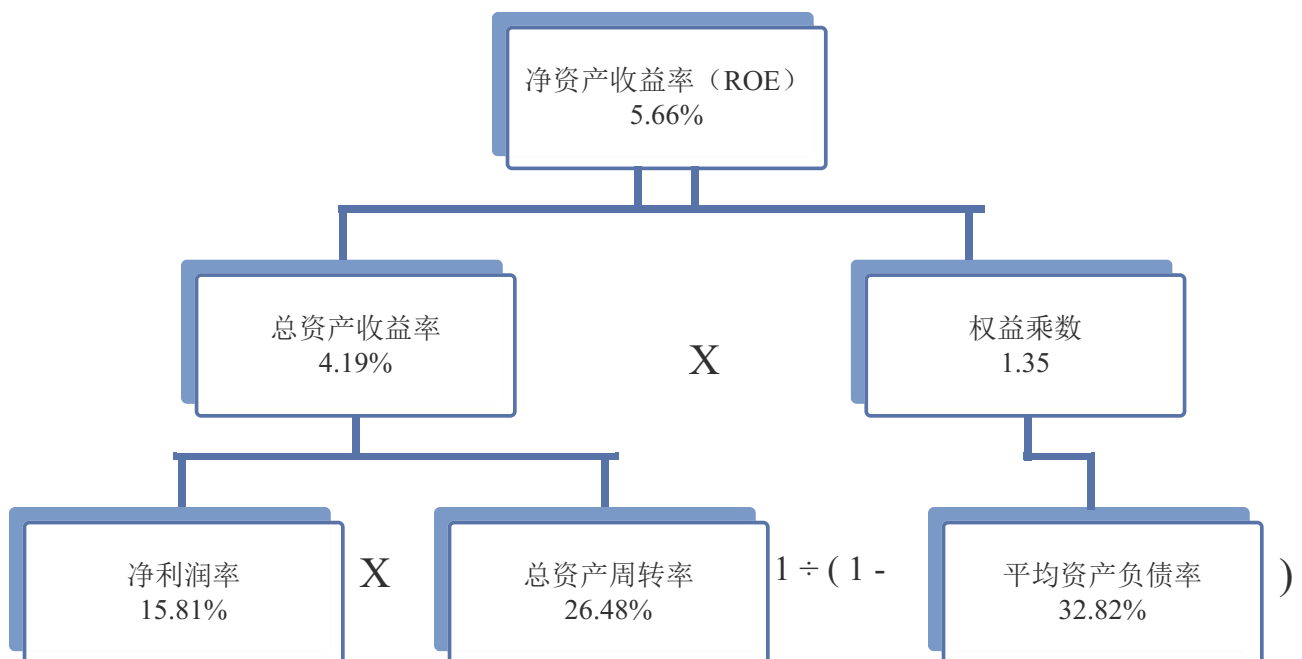 净资产收益率（ROE）
5.66%
总资产收益率
4.19%
X
权益乘数
1.35
净利润率
15.81%
X
总资产周转率
26.48%
1 ÷ ( 1 -
平均资产负债率
32.82%
)